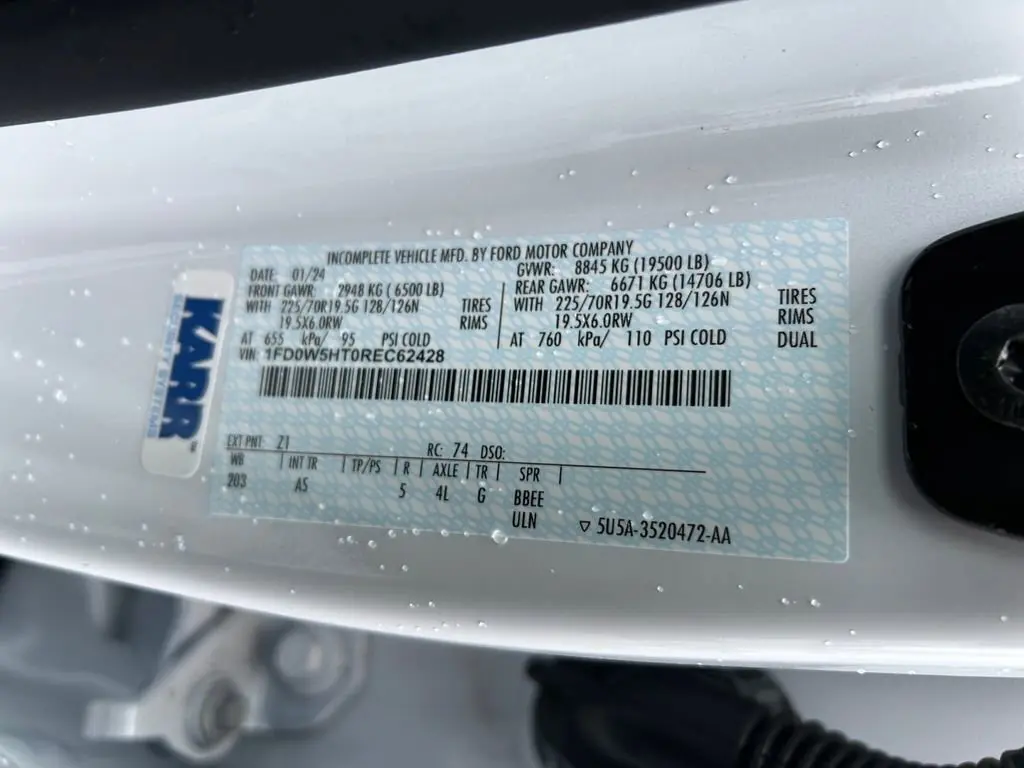 INCOMPLETE VEHICLE MFD. BY FORD MOTOR COMPANY
DATE: 01/24 GVWR: 8845 KG (19500 LB)
FRONT GAWR: 2948 KG ( 6500 LB) REAR GAWR: 6671 KG (14706 LB)
WITH 225/70R19.5G 128/126N TIRES WITH 225/70R19.5G 128/126N TIRES
19.5X6.0RW RIMS 19.5X6.0RW RIMS
AT 655 kPa/ 95 PSI COLD AT 760 kPa/ 110 PSI COLD DUAL
VIN 1FD0W5HT0REC62428
EXT PNT: Z1 RC: 74 DSO:
WB INT TR TP/PS R AXLE TR SPR
203 AS 5 4L G BBEE
ULN ▽ 5U5A-3520472-AA
KARR™